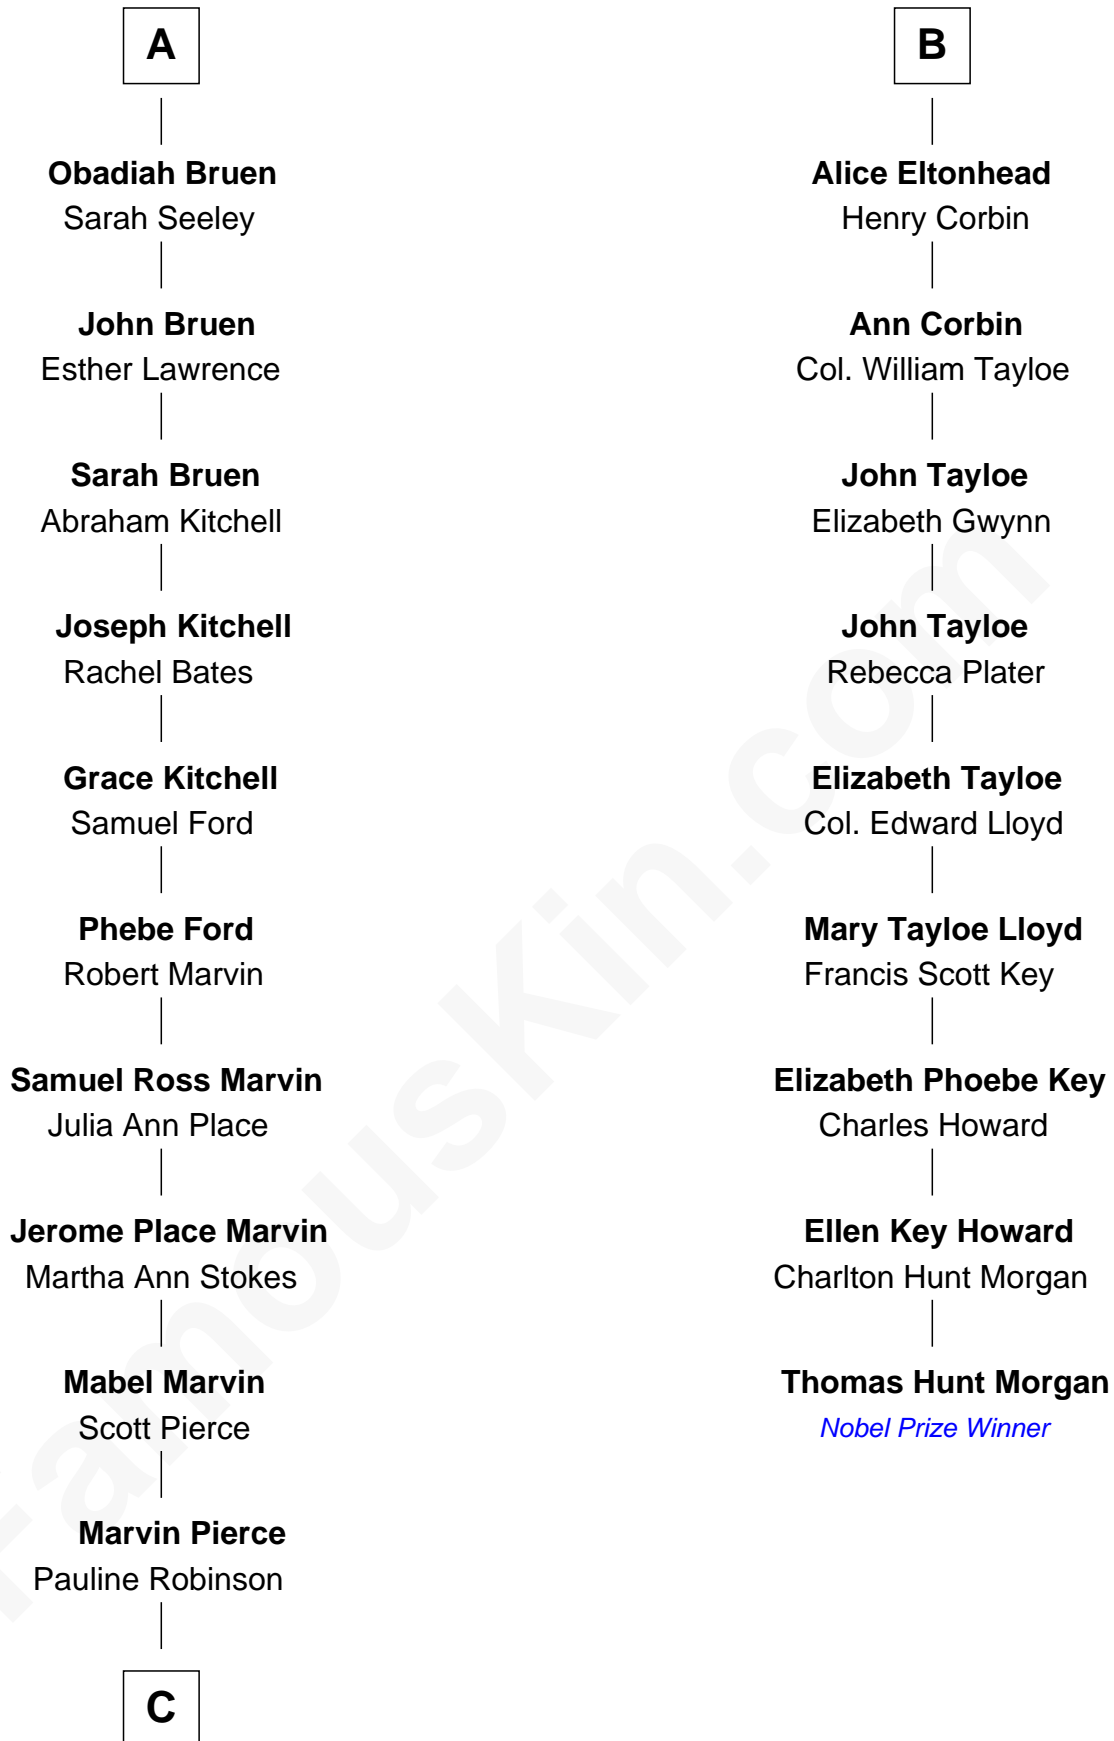 A
Obadiah Bruen
Sarah Seeley
John Bruen
Esther Lawrence
Sarah Bruen
Abraham Kitchell
Joseph Kitchell
Rachel Bates
Grace Kitchell
Samuel Ford
Phebe Ford
Robert Marvin
Samuel Ross Marvin
Julia Ann Place
Jerome Place Marvin
Martha Ann Stokes
Mabel Marvin
Scott Pierce
Marvin Pierce
Pauline Robinson
C
B
Alice Eltonhead
Henry Corbin
Ann Corbin
Col. William Tayloe
John Tayloe
Elizabeth Gwynn
John Tayloe
Rebecca Plater
Elizabeth Tayloe
Col. Edward Lloyd
Mary Tayloe Lloyd
Francis Scott Key
Elizabeth Phoebe Key
Charles Howard
Ellen Key Howard
Charlton Hunt Morgan
Thomas Hunt Morgan
Nobel Prize Winner
FamousKin.com